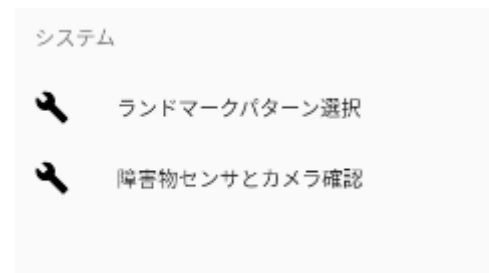 システム
ランドマークパターン選択
障害物センサとカメラ確認